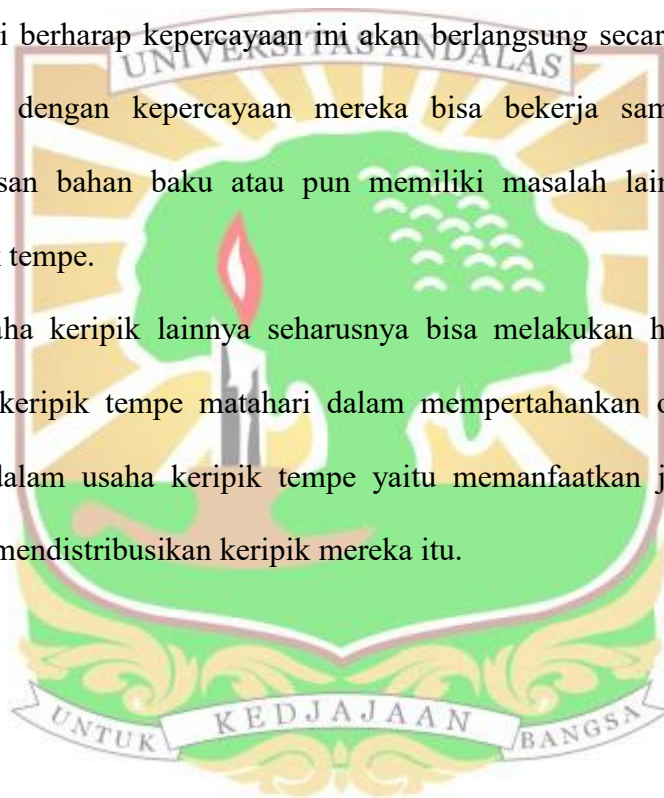 i berharap kepercayaan ini akan berlangsung secar
UNIVERSITAS ANDALAS
dengan kepercayaan mereka bisa bekerja sam
san bahan baku atau pun memiliki masalah lain
tempe.
ha keripik lainnya seharusnya bisa melakukan h
keripik tempe matahari dalam mempertahankan
dalam usaha keripik tempe yaitu memanfaatkan j
mendistribusikan keripik mereka itu.
UNTUK KEDJAJAAN BANGSA